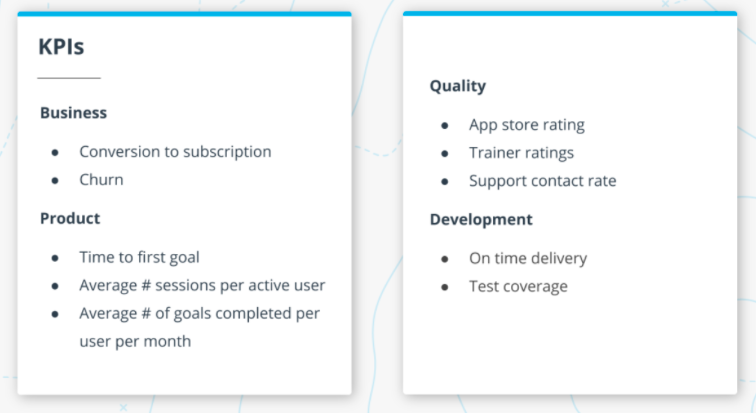 KPIs
Business
● Conversion to subscription
● Churn
Product
● Time to first goal
● Average # sessions per active user
● Average # of goals completed per
user per month
Quality
● App store rating
● Trainer ratings
● Support contact rate
Development
● On time delivery
● Test coverage